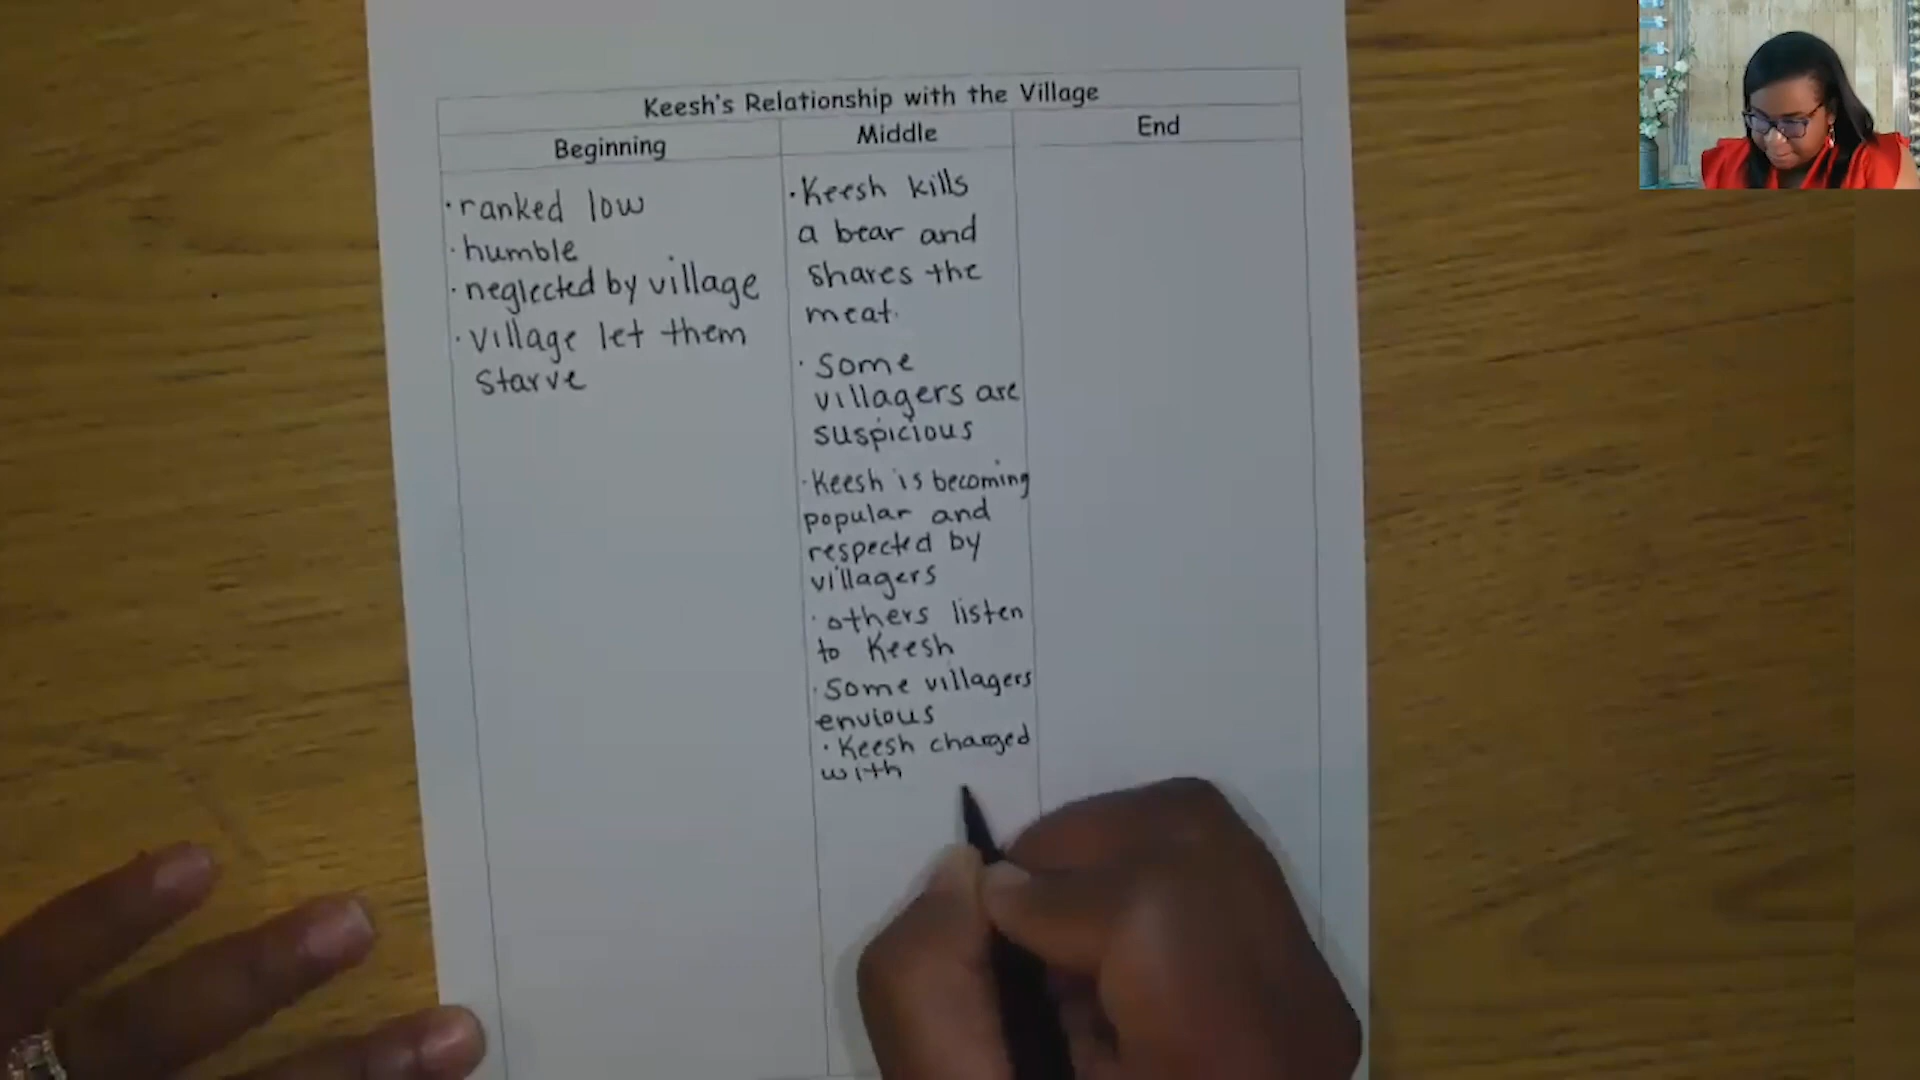 Keesh's Relationship with the Village
Beginning
Middle
End
· ranked low
· humble
· neglected by village
· village let them
starve
· Keesh kills
a bear and
shares the
meat.
· Some
villagers are
suspicious
· Keesh is becoming
popular and
respected by
villagers
· others listen
to Keesh
· Some villagers
envious
· Keesh charged
with